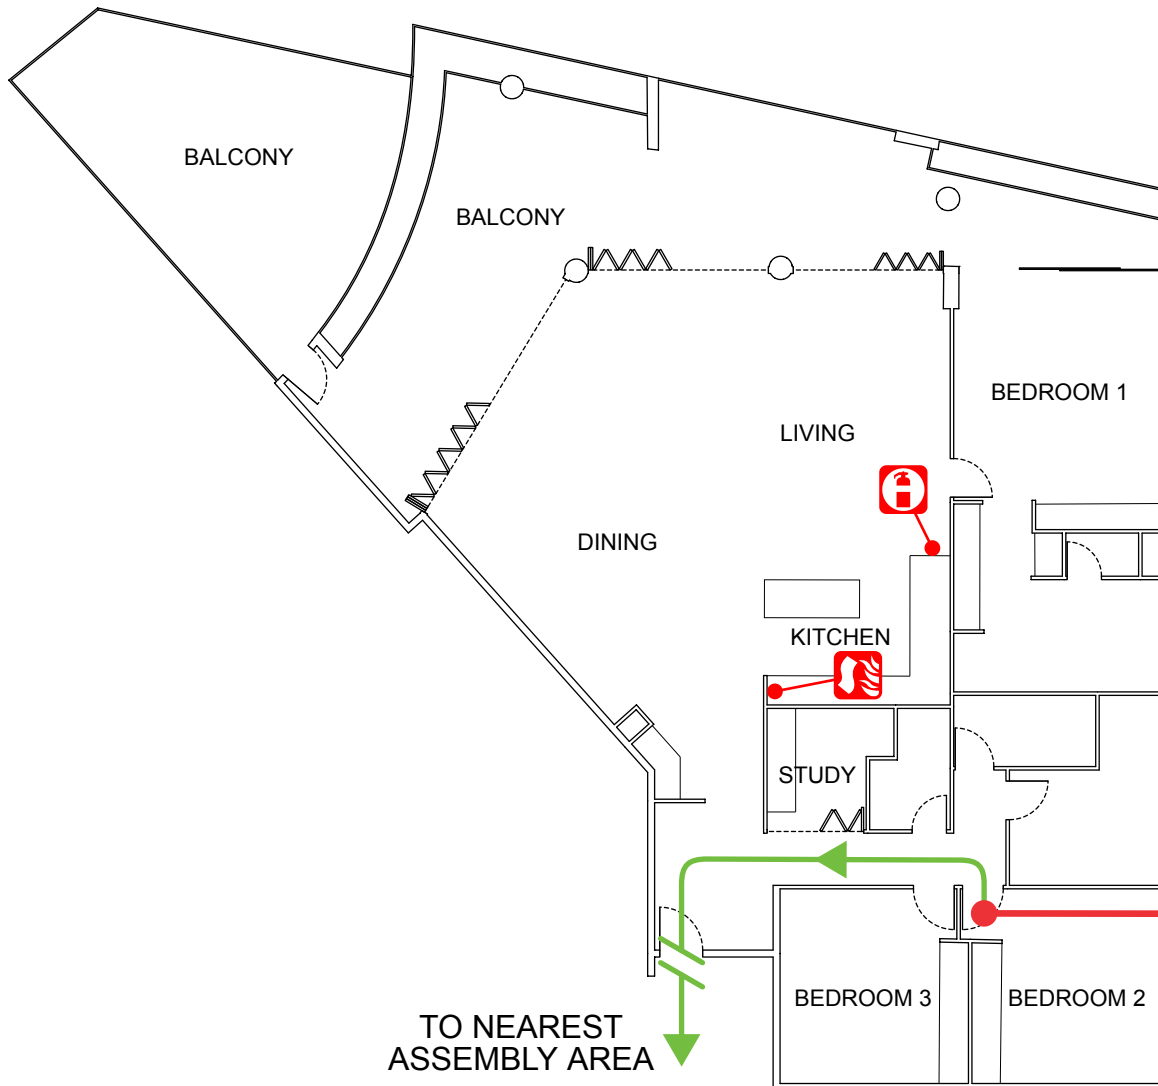 BALCONY
BALCONY
BEDROOM 1
LIVING
DINING
KITCHEN
STUDY
BEDROOM 3
BEDROOM 2
TO NEAREST
ASSEMBLY AREA